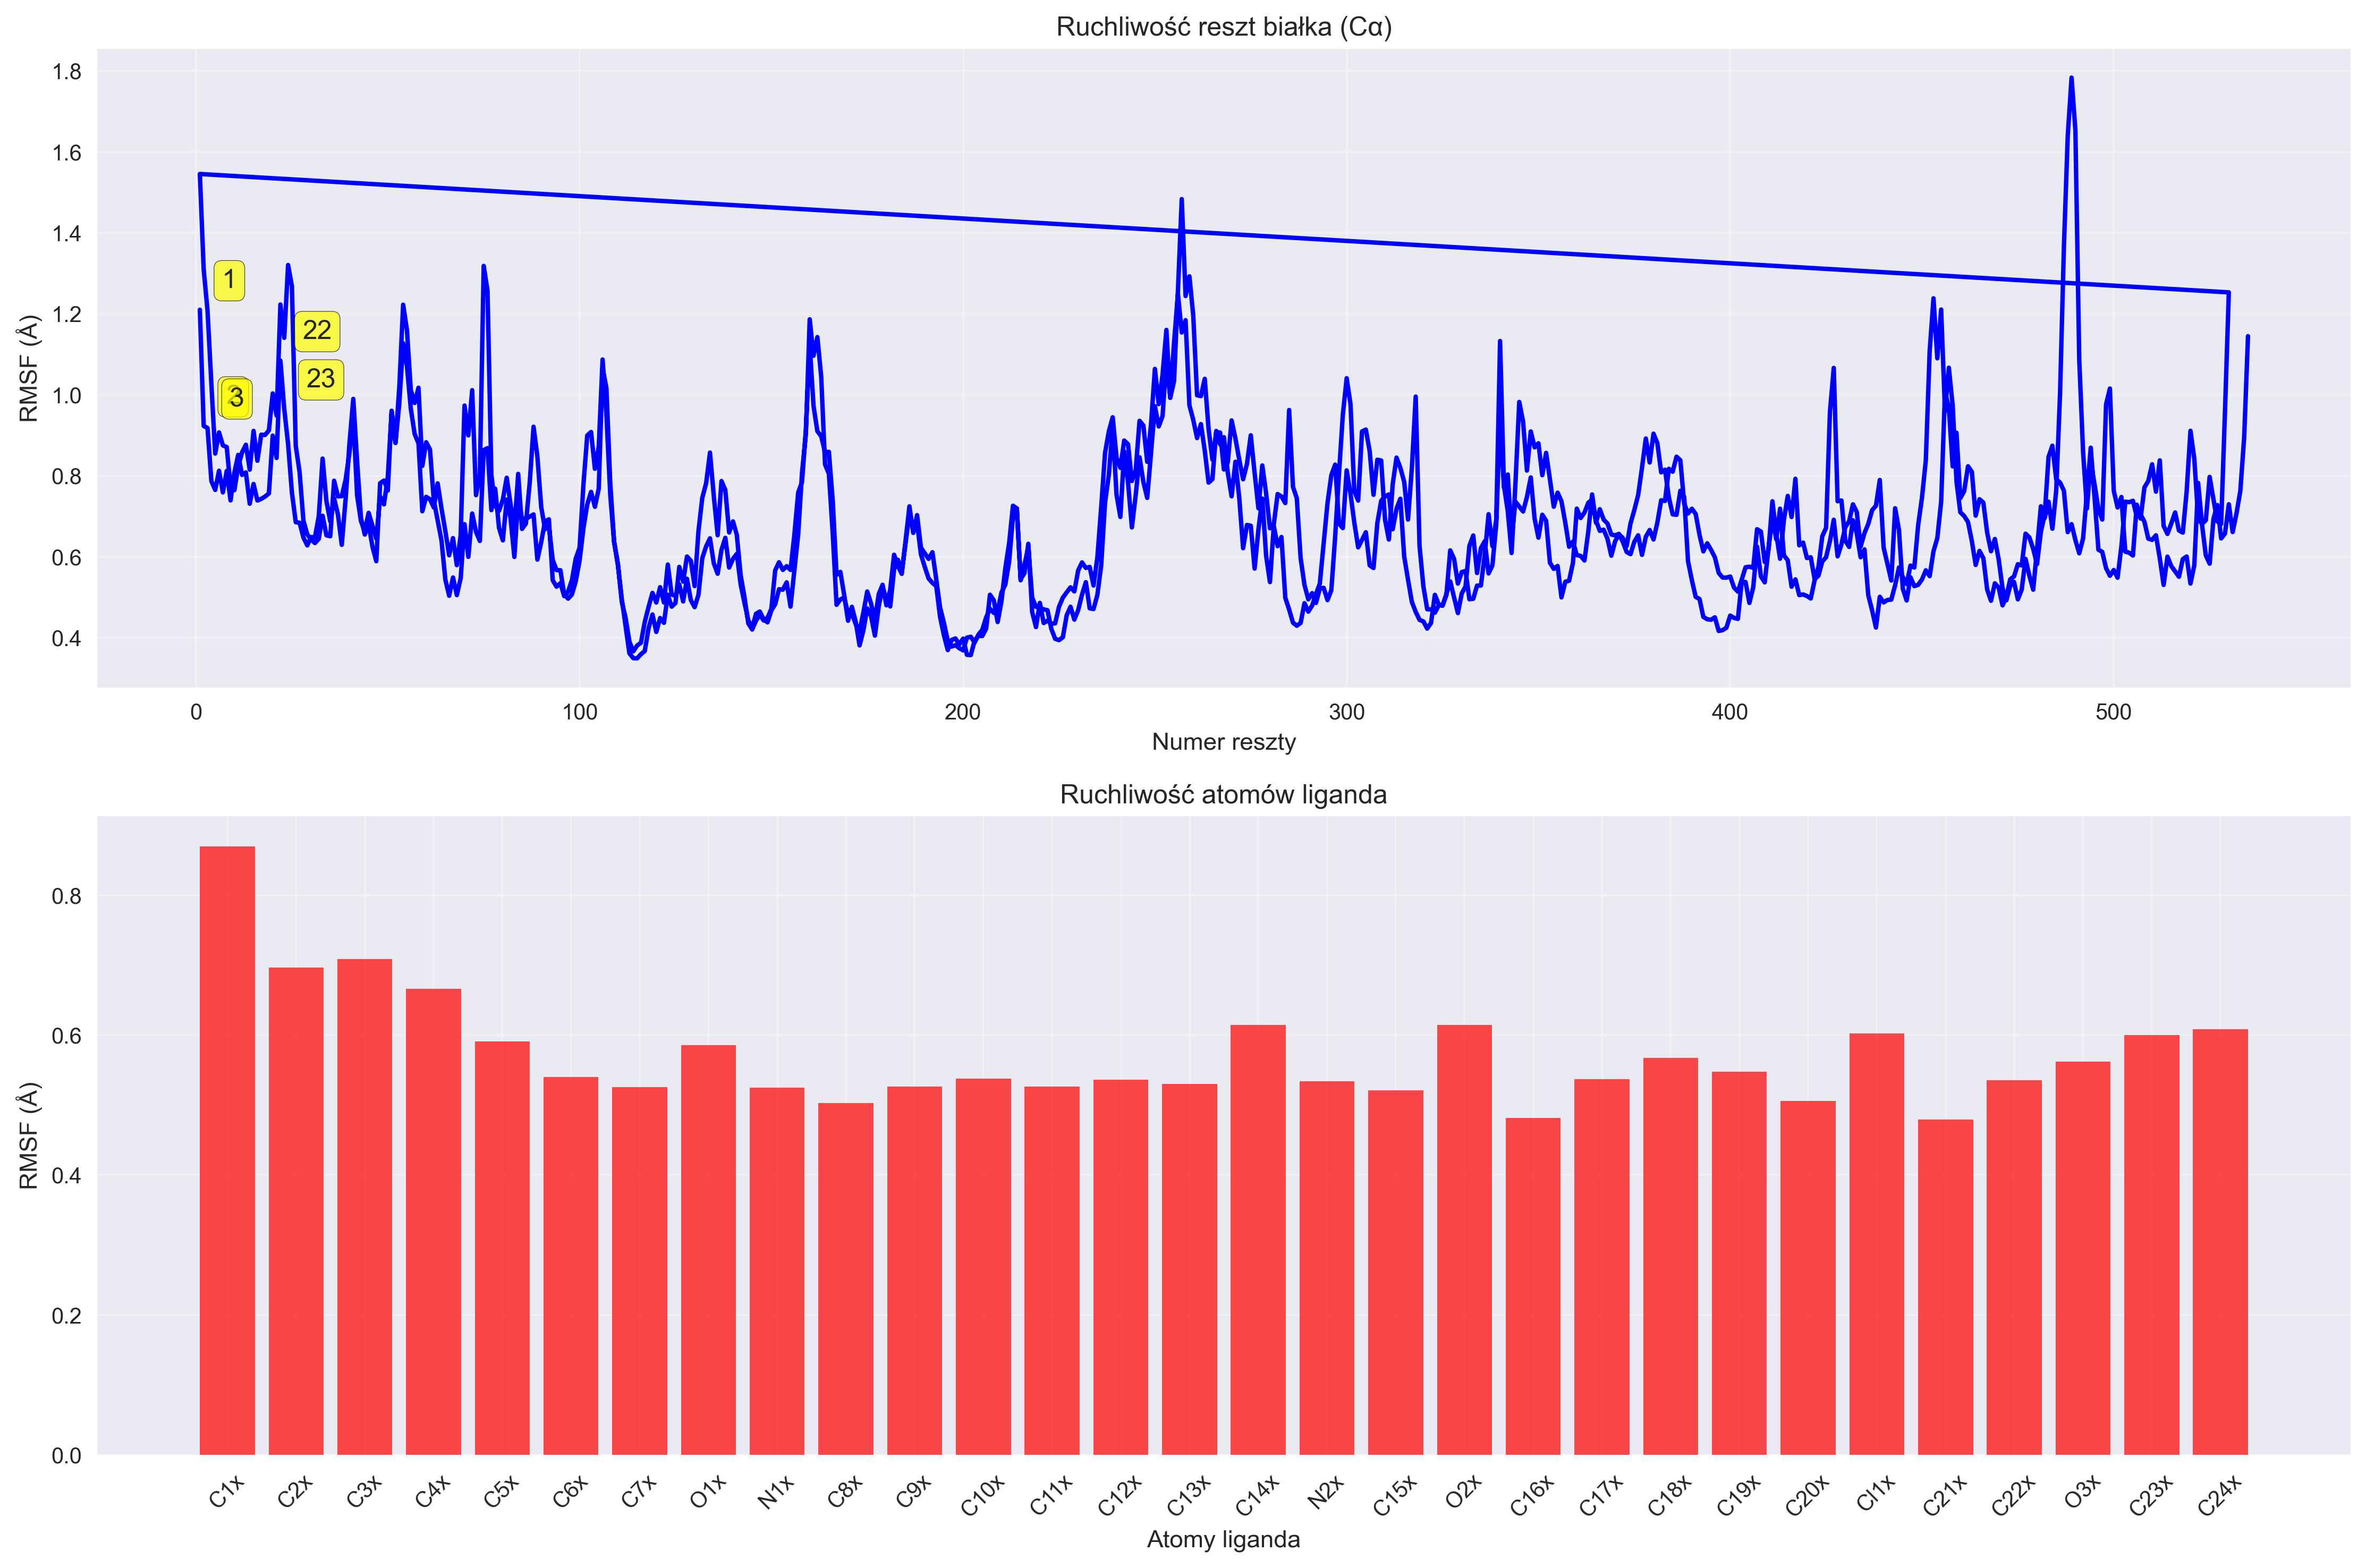 Ruchliwość reszt białka (Cα)
RMSF (Å)
1.8
1.6
1.4
1.2
1.0
0.8
0.6
0.4
1
22
23
3
0 100 200 300 400 500
Numer reszty
Ruchliwość atomów liganda
RMSF (Å)
0.8
0.6
0.4
0.2
0.0
C1x C2x C3x C4x C5x C6x C7x O1x N1x C8x C9x C10x C11x C12x C13x C14x N2x C15x O2x C16x C17x C18x C19x C20x Cl1x C21x C22x O3x C23x C24x
Atomy liganda